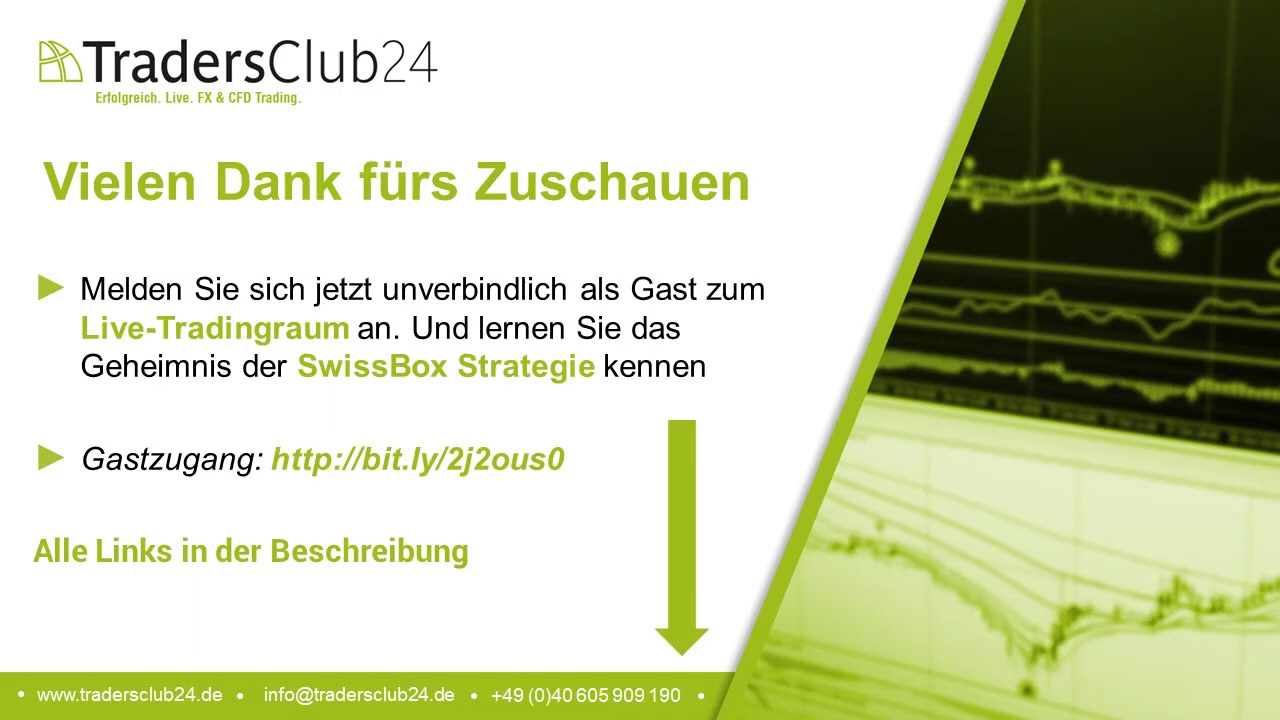 TradersClub24
Erfolgreich. Live. FX & CFD Trading.
Vielen Dank fürs Zuschauen
► Melden Sie sich jetzt unverbindlich als Gast zum
Live-Tradingraum an. Und lernen Sie das
Geheimnis der SwissBox Strategie kennen
► Gastzugang: http://bit.ly/2j2ous0
Alle Links in der Beschreibung
• www.tradersclub24.de • info@tradersclub24.de • +49 (0)40 605 909 190 •